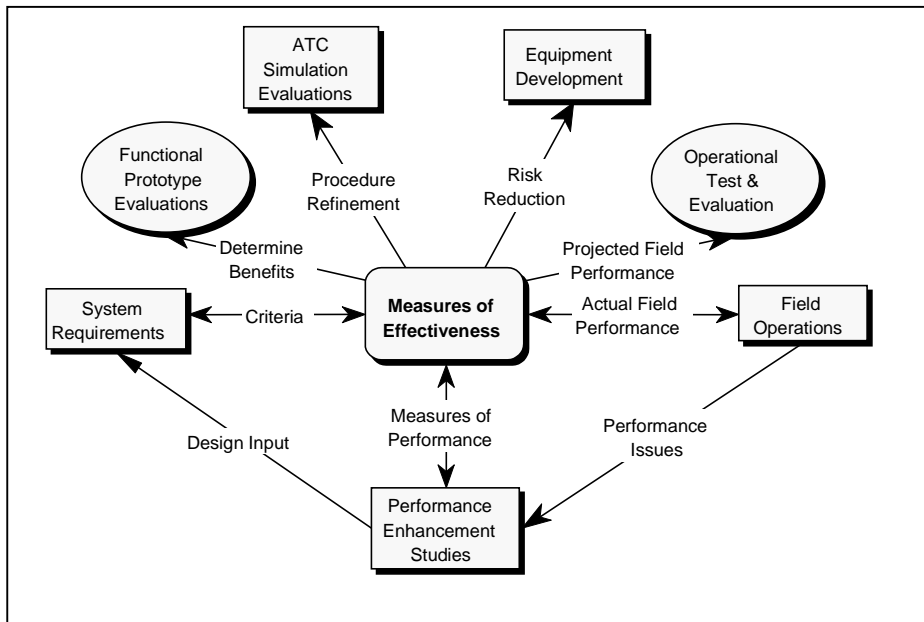 ATC
Simulation
Evaluations
Equipment
Development
Functional
Prototype
Evaluations
Operational
Test &
Evaluation
Procedure
Refinement
Risk
Reduction
Determine
Benefits
Projected Field
Performance
System
Requirements
Criteria
Measures of
Effectiveness
Actual Field
Performance
Field
Operations
Measures of
Performance
Design Input
Performance
Issues
Performance
Enhancement
Studies